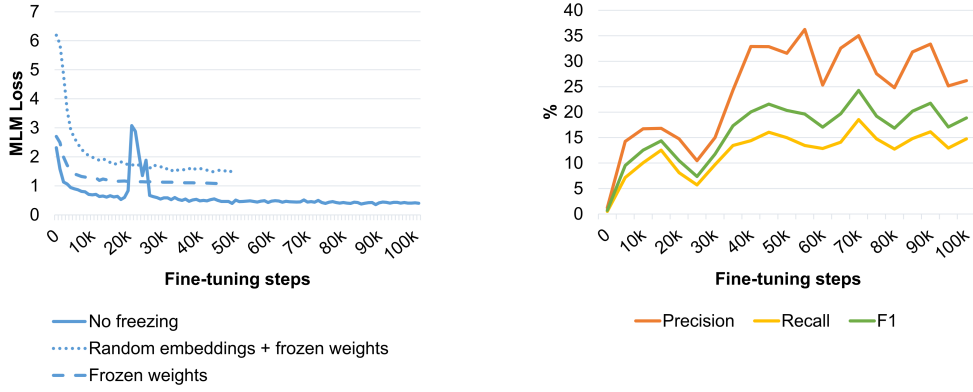 7
6
5
4
3
2
1
0
MLM Loss
0
10k
20k
30k
40k
50k
60k
70k
80k
90k
100k
Fine-tuning steps
No freezing
Random embeddings + frozen weights
Frozen weights
40
35
30
25
20
15
10
5
0
%
0
10k
20k
30k
40k
50k
60k
70k
80k
90k
100k
Fine-tuning steps
Precision Recall F1